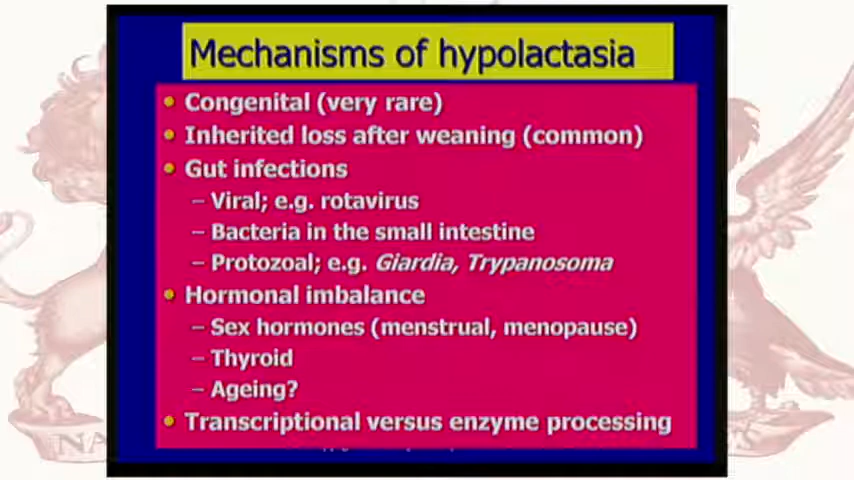 Mechanisms of hypolactasia
• Congenital (very rare)
• Inherited loss after weaning (common)
• Gut infections
– Viral; e.g. rotavirus
– Bacteria in the small intestine
– Protozoal; e.g. Giardia, Trypanosoma
• Hormonal imbalance
– Sex hormones (menstrual, menopause)
– Thyroid
– Ageing?
• Transcriptional versus enzyme processing